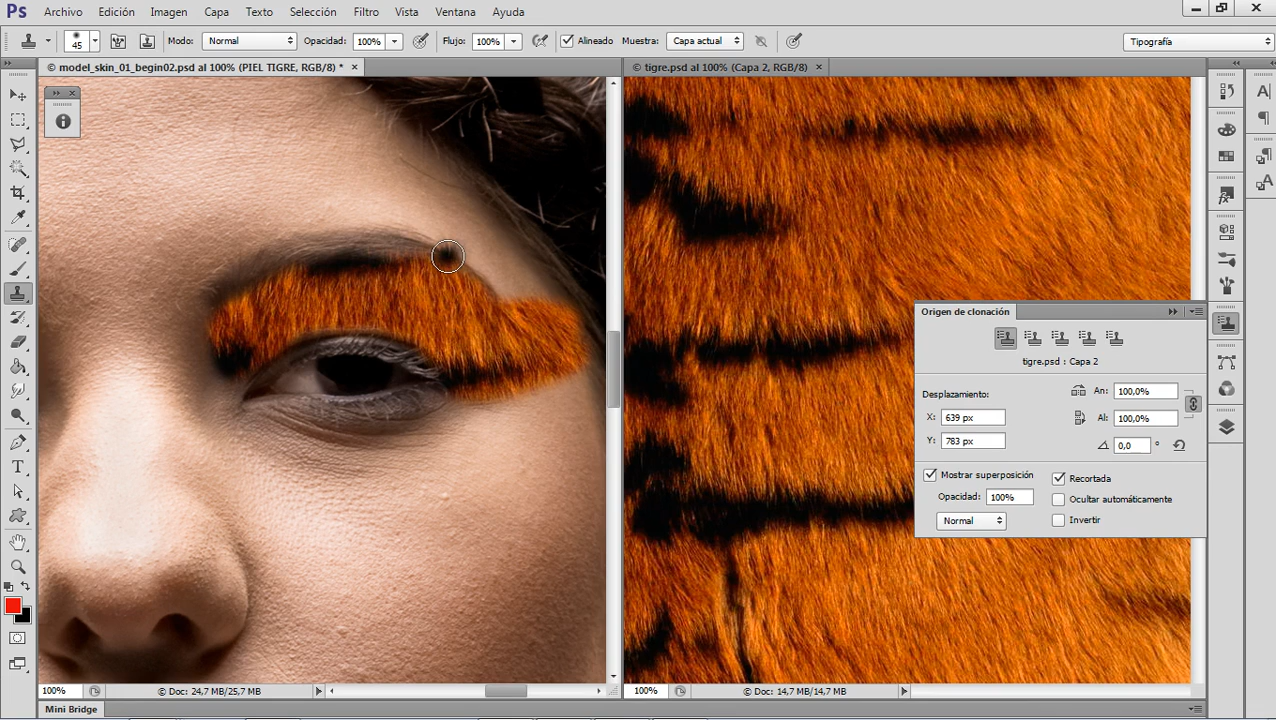 Ps Archivo Edición Imagen Capa Texto Selección Filtro Vista Ventana Ayuda
45 Modo: Normal Opacidad: 100% Flujo: 100% Alineado Muestra: Capa actual Tipografía
© model_skin_01_begin02.psd al 100% (PIEL TIGRE, RGB/8) * × © tigre.psd al 100% (Capa 2, RGB/8) ×
Origen de clonación
tigre.psd : Capa 2
Desplazamiento: An: 100,0%
X: 639 px Al: 100,0%
Y: 783 px 0,0 °
Mostrar superposición Recortada
Opacidad: 100% Ocultar automáticamente
Normal Invertir
100% © Doc: 24,7 MB/25,7 MB 100% © Doc: 14,7 MB/14,7 MB
Mini Bridge